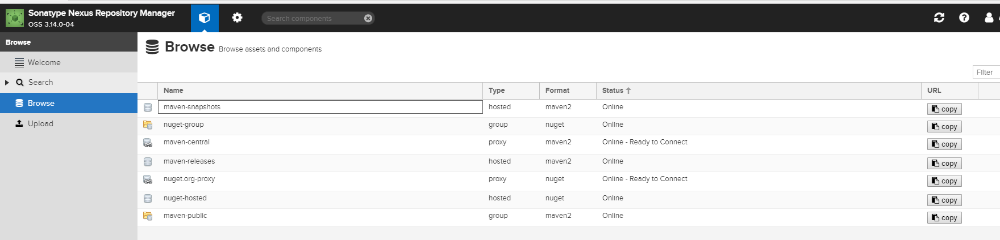 Sonatype Nexus Repository Manager
OSS 3.14.0-04
Search components
Browse
Welcome
Search
Browse
Upload
Browse Browse assets and components
Filter
Name Type Format Status URL
maven-snapshots hosted maven2 Online copy
nuget-group group nuget Online copy
maven-central proxy maven2 Online - Ready to Connect copy
maven-releases hosted maven2 Online copy
nuget.org-proxy proxy nuget Online - Ready to Connect copy
nuget-hosted hosted nuget Online copy
maven-public group maven2 Online copy